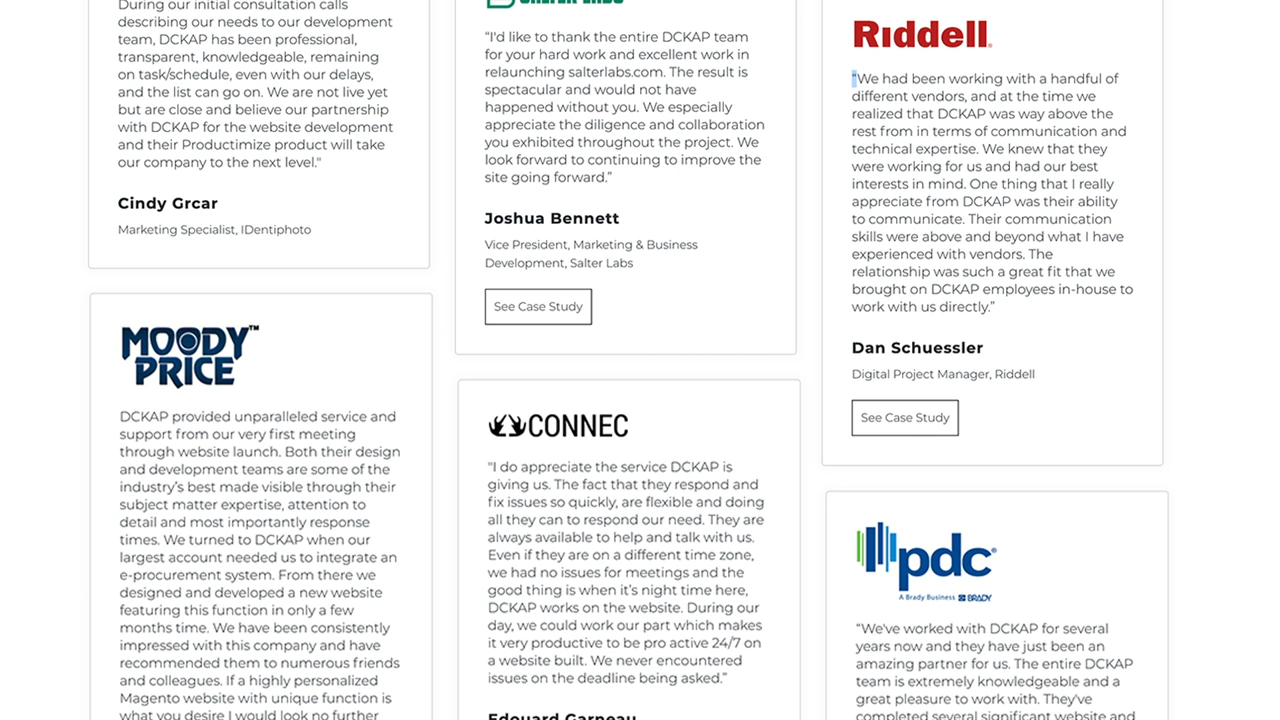 During our initial consultation calls
describing our needs to our development
team, DCKAP has been professional,
transparent, knowledgeable, remaining
on task/schedule, even with our delays,
and the list can go on. We are not live yet
but are close and believe our partnership
with DCKAP for the website development
and their Productimize product will take
our company to the next level."
Cindy Grcar
Marketing Specialist, IDentiphoto
MOODY™
PRICE
DCKAP provided unparalleled service and
support from our very first meeting
through website launch. Both their design
and development teams are some of the
industry's best made visible through their
subject matter expertise, attention to
detail and most importantly response
times. We turned to DCKAP when our
largest account needed us to integrate an
e-procurement system. From there we
designed and developed a new website
featuring this function in only a few
months time. We have been consistently
impressed with this company and have
recommended them to numerous friends
and colleagues. If a highly personalized
Magento website with unique function is
what you desire I would look no further
SALTER LABS
“I'd like to thank the entire DCKAP team
for your hard work and excellent work in
relaunching salterlabs.com. The result is
spectacular and would not have
happened without you. We especially
appreciate the diligence and collaboration
you exhibited throughout the project. We
look forward to continuing to improve the
site going forward.”
Joshua Bennett
Vice President, Marketing & Business
Development, Salter Labs
See Case Study
CONNEC
"I do appreciate the service DCKAP is
giving us. The fact that they respond and
fix issues so quickly, are flexible and doing
all they can to respond our need. They are
always available to help and talk with us.
Even if they are on a different time zone,
we had no issues for meetings and the
good thing is when it’s night time here,
DCKAP works on the website. During our
day, we could work our part which makes
it very productive to be pro active 24/7 on
a website built. We never encountered
issues on the deadline being asked.”
Edouard Garneau
Riddell®
“We had been working with a handful of
different vendors, and at the time we
realized that DCKAP was way above the
rest from in terms of communication and
technical expertise. We knew that they
were working for us and had our best
interests in mind. One thing that I really
appreciate from DCKAP was their ability
to communicate. Their communication
skills were above and beyond what I have
experienced with vendors. The
relationship was such a great fit that we
brought on DCKAP employees in-house to
work with us directly.”
Dan Schuessler
Digital Project Manager, Riddell
See Case Study
pdc®
A Brady Business BRADY
“We've worked with DCKAP for several
years now and they have just been an
amazing partner for us. The entire DCKAP
team is extremely knowledgeable and a
great pleasure to work with. They've
completed several significant website and